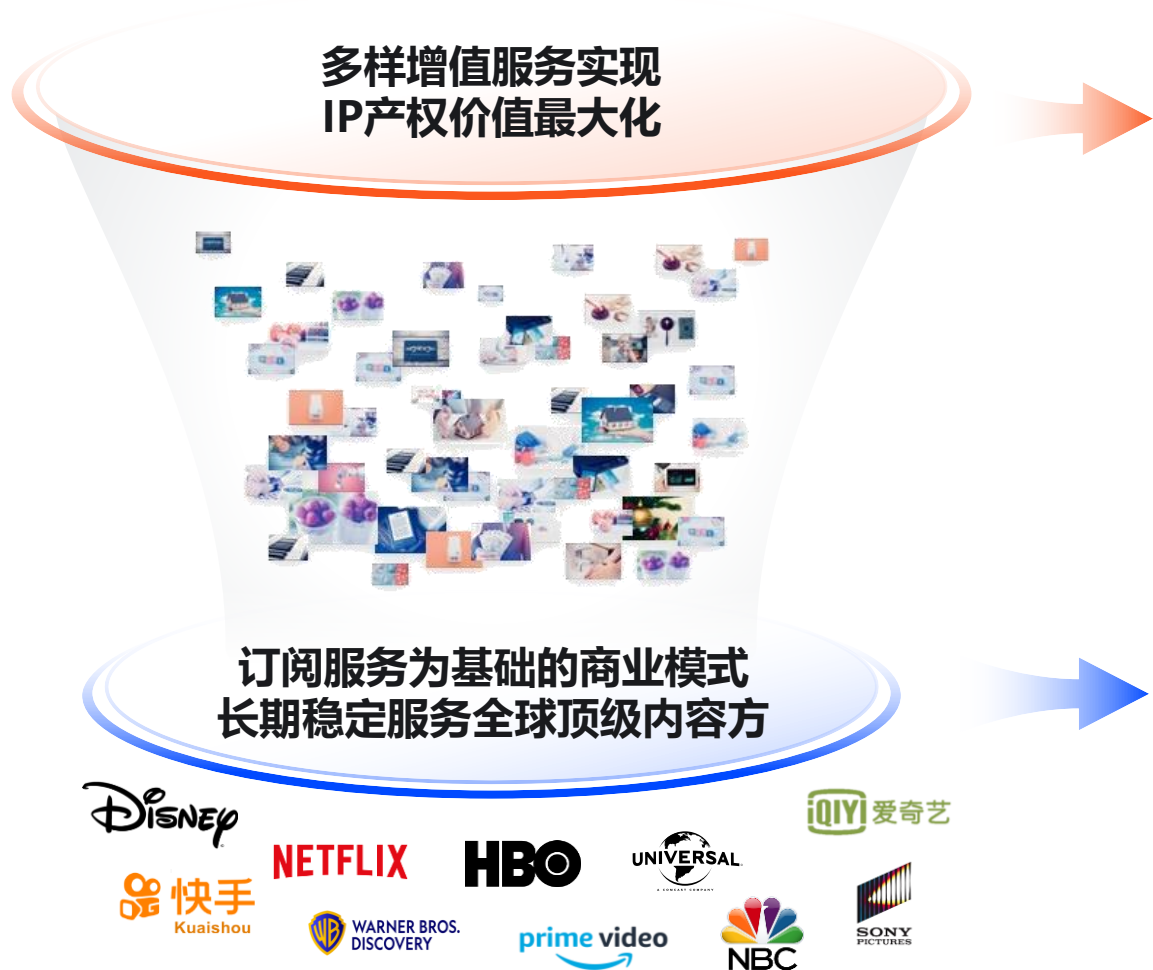 多样增值服务实现
IP产权价值最大化
订阅服务为基础的商业模式
长期稳定服务全球顶级内容方
Disney
iQIYI 爱奇艺
NETFLIX
HBO
UNIVERSAL
A COMCAST COMPANY
快手
Kuaishou
WB
WARNER BROS.
DISCOVERY
prime video
NBC
SONY
PICTURES